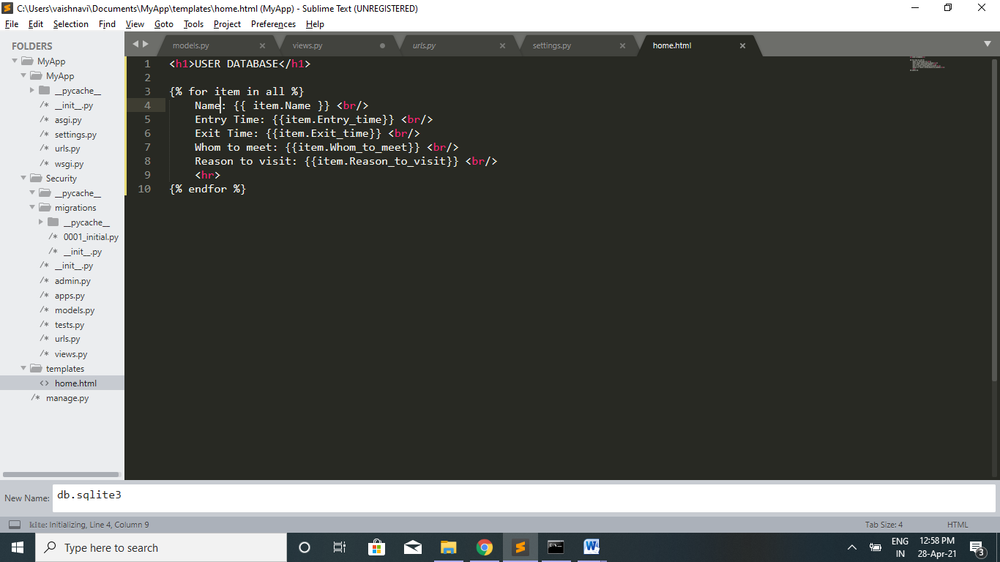 C:\Users\vaishnavi\Documents\MyApp\templates\home.html (MyApp) - Sublime Text (UNREGISTERED)
File Edit Selection Find View Goto Tools Project Preferences Help
FOLDERS
MyApp
MyApp
__pycache__
/* __init__.py
/* asgi.py
/* settings.py
/* urls.py
/* wsgi.py
Security
__pycache__
migrations
__pycache__
/* 0001_initial.py
/* __init__.py
/* __init__.py
/* admin.py
/* apps.py
/* models.py
/* tests.py
/* urls.py
/* views.py
templates
<> home.html
/* manage.py
models.py views.py urls.py settings.py home.html
1 <h1>USER DATABASE</h1>
2
3 {% for item in all %}
4 Name: {{ item.Name }} <br/>
5 Entry Time: {{item.Entry_time}} <br/>
6 Exit Time: {{item.Exit_time}} <br/>
7 Whom to meet: {{item.Whom_to_meet}} <br/>
8 Reason to visit: {{item.Reason_to_visit}} <br/>
9 <hr>
10 {% endfor %}
New Name: db.sqlite3
kite: Initializing, Line 4, Column 9 Tab Size: 4 HTML
Type here to search
ENG
IN
12:58 PM
28-Apr-21
3